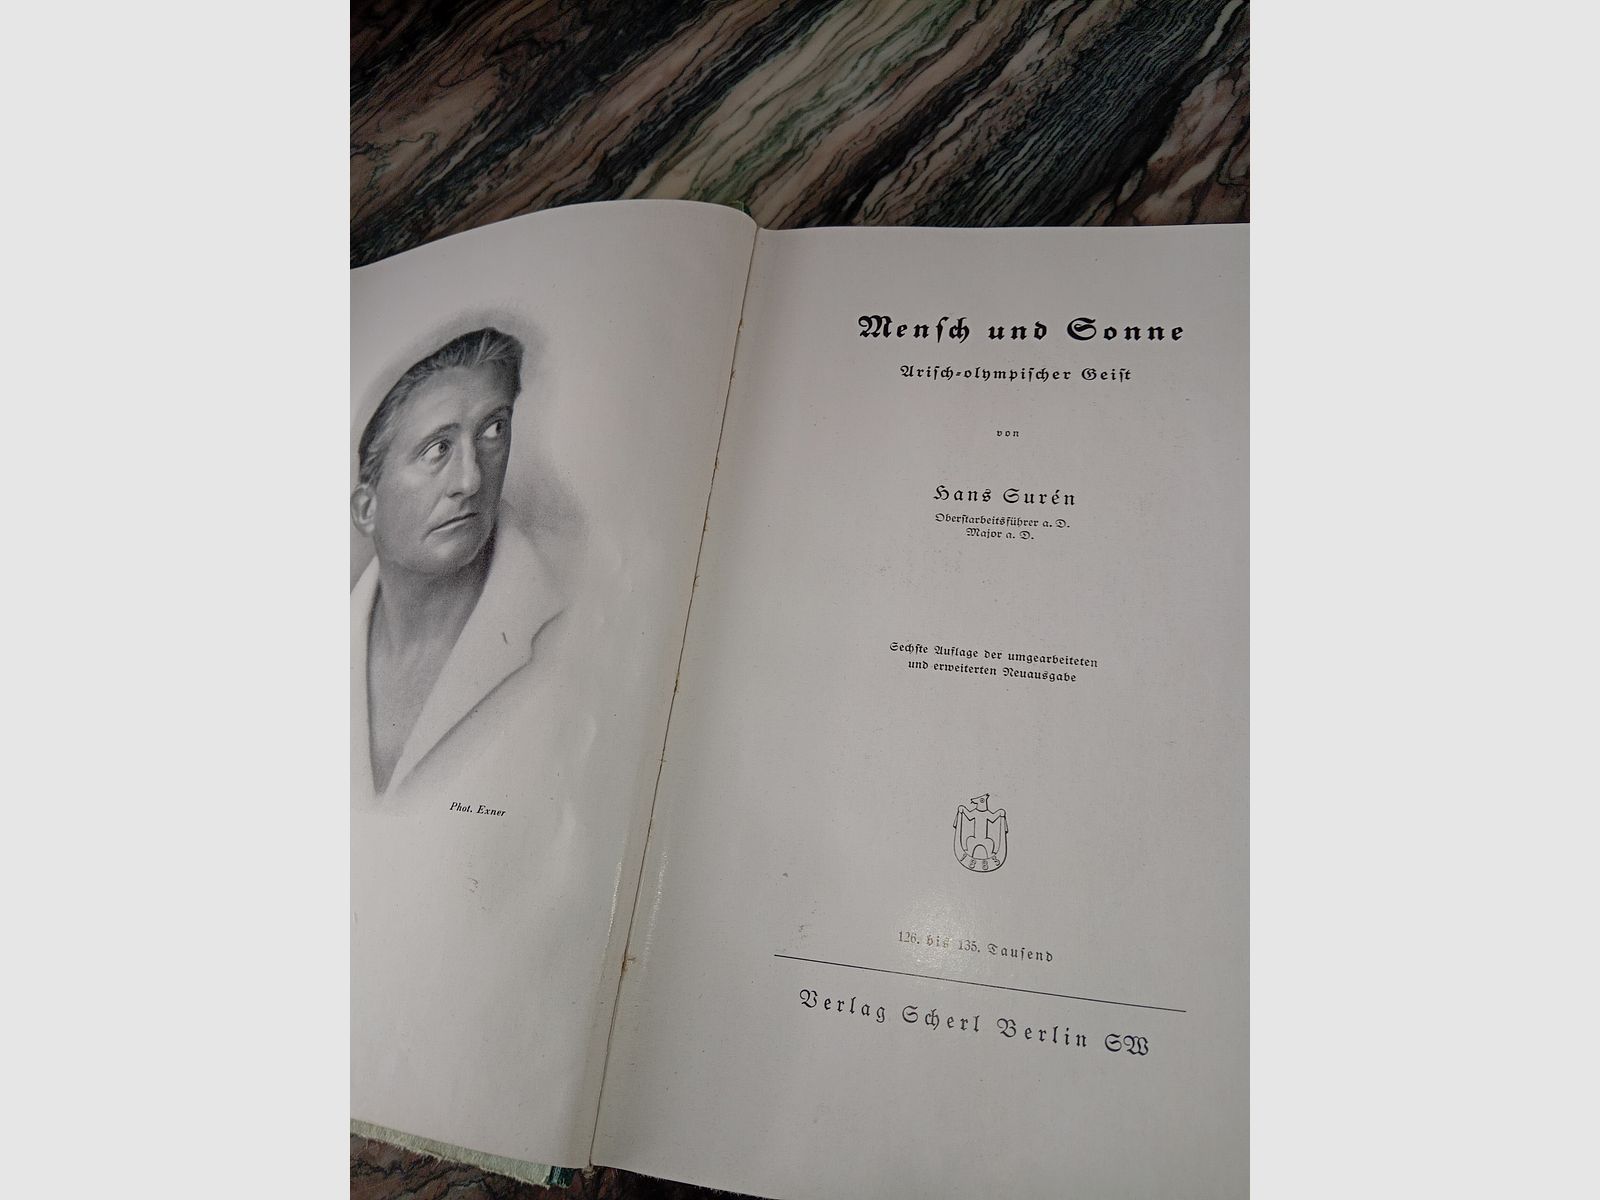 Phot. Exner
Mensch und Sonne
Arisch-olympischer Geist
von
Hans Surén
Oberstarbeitsführer a. D.
Major a. D.
Sechste Auflage der umgearbeiteten
und erweiterten Neuausgabe
1883
126. bis 135. Tausend
Verlag Scherl Berlin SW